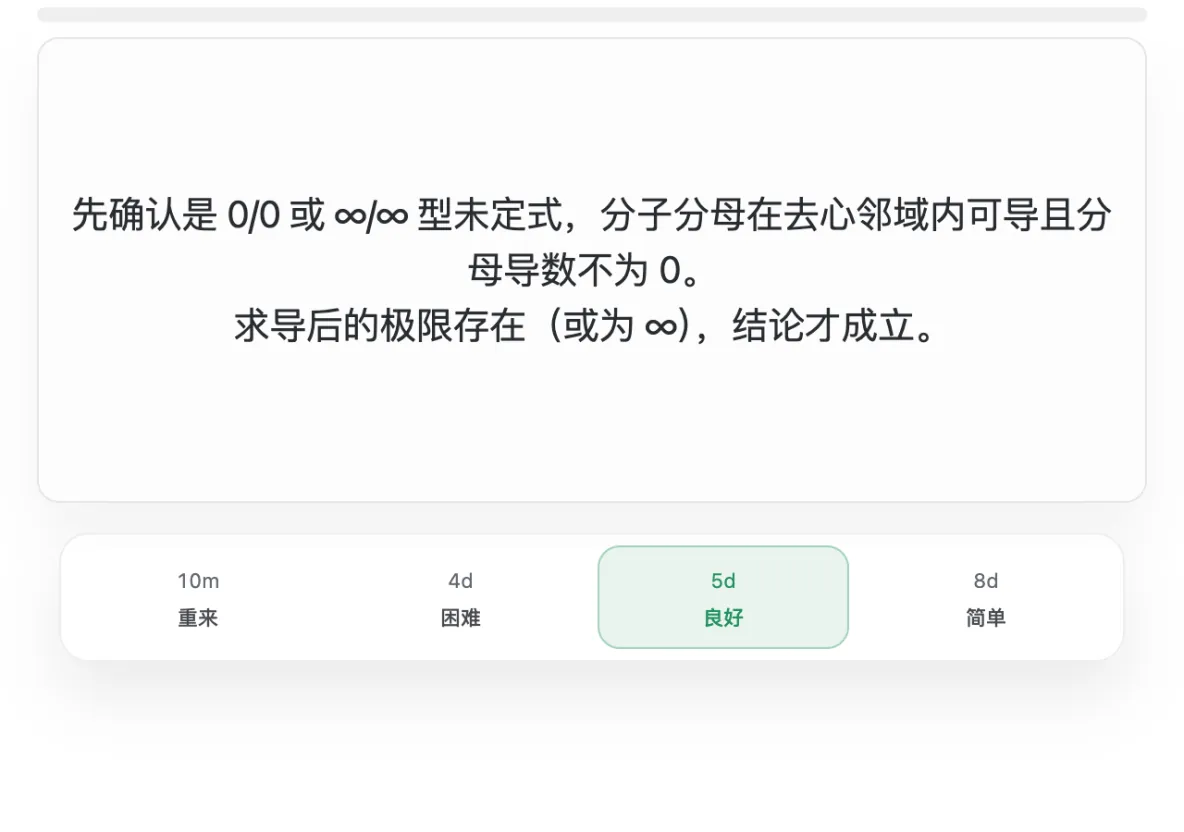 先确认是 0/0 或 ∞/∞ 型未定式，分子分母在去心邻域内可导且分
母导数不为 0。
求导后的极限存在（或为 ∞），结论才成立。
10m
重来
4d
困难
5d
良好
8d
简单